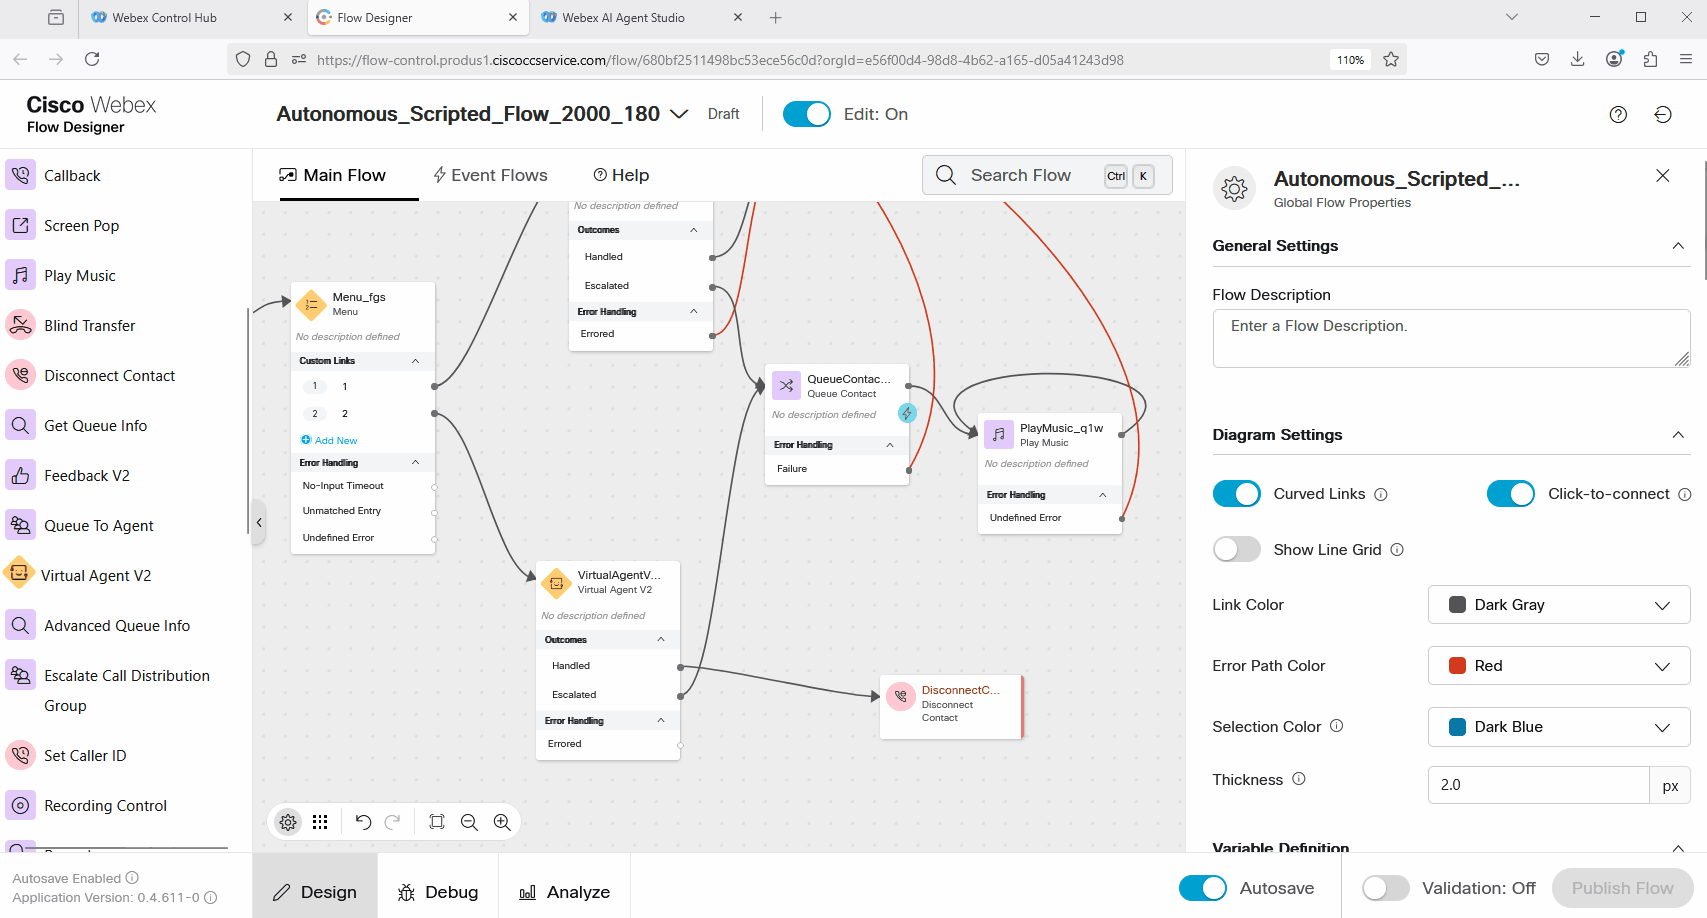 Webex Control Hub
Flow Designer
Webex AI Agent Studio
https://flow-control.produs1.ciscoccservice.com/flow/680bf2511498bc53ece56c0d?orgId=e56f00d4-98d8-4b62-a165-d05a41243d98
110%
Cisco Webex
Flow Designer
Autonomous_Scripted_Flow_2000_180
Draft
Edit: On
Callback
Screen Pop
Play Music
Blind Transfer
Disconnect Contact
Get Queue Info
Feedback V2
Queue To Agent
Virtual Agent V2
Advanced Queue Info
Escalate Call Distribution
Group
Set Caller ID
Recording Control
Autosave Enabled
Application Version: 0.4.611-0
Main Flow
Event Flows
Help
Search Flow
Ctrl
K
No description defined
Outcomes
Handled
Escalated
Error Handling
Errored
Menu_fgs
Menu
No description defined
Custom Links
1 1
2 2
Add New
Error Handling
No-Input Timeout
Unmatched Entry
Undefined Error
QueueContac...
Queue Contact
No description defined
Error Handling
Failure
PlayMusic_q1w
Play Music
No description defined
Error Handling
Undefined Error
VirtualAgentV...
Virtual Agent V2
No description defined
Outcomes
Handled
Escalated
Error Handling
Errored
DisconnectC...
Disconnect
Contact
Design
Debug
Analyze
Autonomous_Scripted_...
Global Flow Properties
General Settings
Flow Description
Enter a Flow Description.
Diagram Settings
Curved Links
Click-to-connect
Show Line Grid
Link Color
Dark Gray
Error Path Color
Red
Selection Color
Dark Blue
Thickness
2.0
px
Variable Definition
Autosave
Validation: Off
Publish Flow